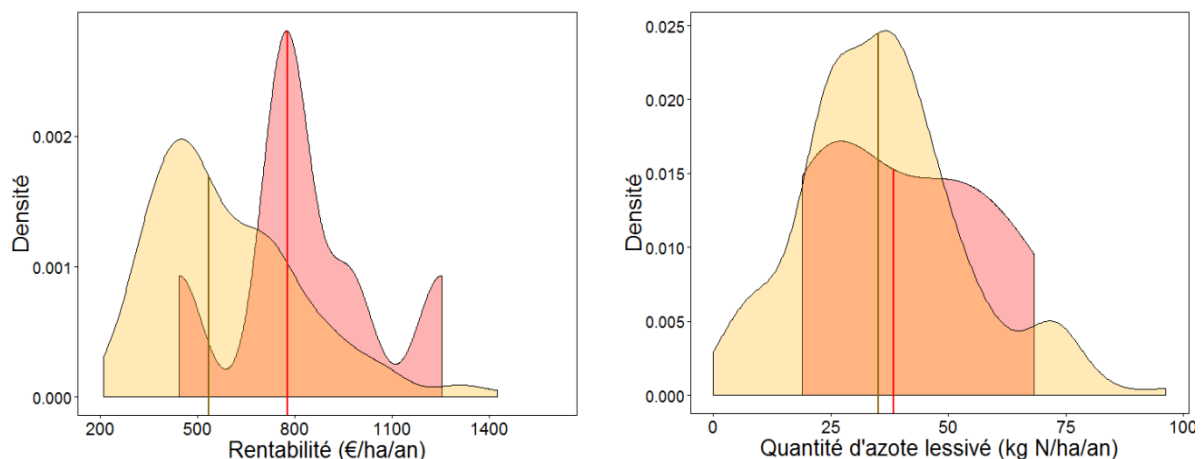 Densité
0.002
0.001
0.000
200 500 800 1100 1400
Rentabilité (€/ha/an)
Densité
0.025
0.020
0.015
0.010
0.005
0.000
0 25 50 75 100
Quantité d'azote lessivé (kg N/ha/an)